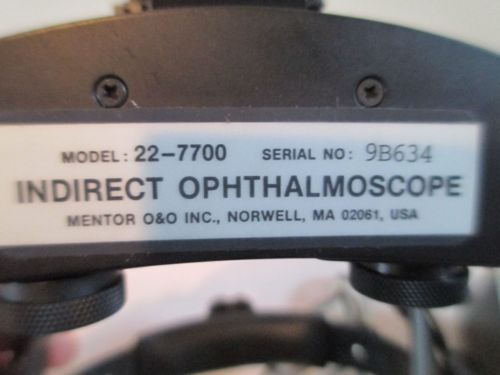 MODEL: 22-7700 SERIAL NO: 9B634
INDIRECT OPHTHALMOSCOPE
MENTOR O&O INC., NORWELL, MA 02061, USA